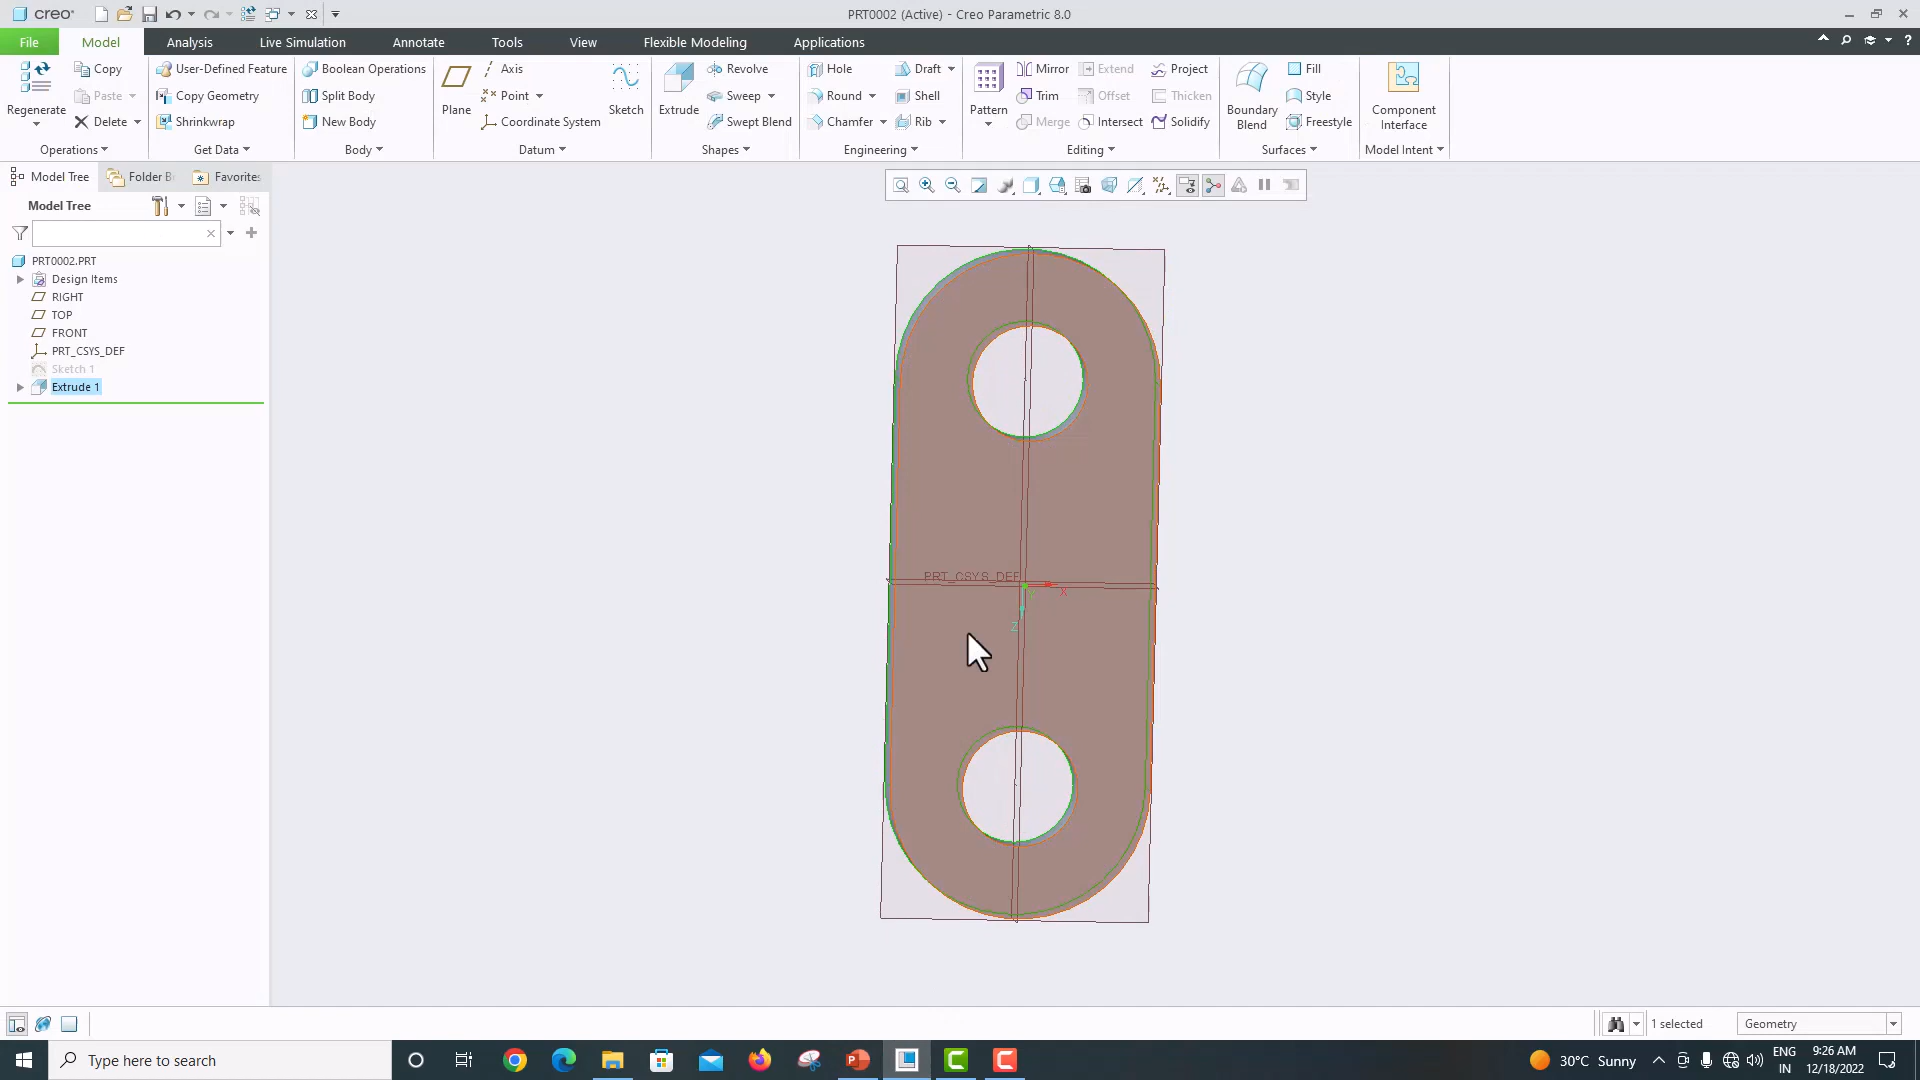 creo
PRT0002 (Active) - Creo Parametric 8.0
File
Model
Analysis
Live Simulation
Annotate
Tools
View
Flexible Modeling
Applications
Regenerate
Copy
Paste
Delete
Operations
User-Defined Feature
Copy Geometry
Shrinkwrap
Get Data
Boolean Operations
Split Body
New Body
Body
Plane
Axis
Point
Coordinate System
Sketch
Datum
Extrude
Revolve
Sweep
Swept Blend
Shapes
Hole
Round
Chamfer
Draft
Shell
Rib
Engineering
Pattern
Mirror
Trim
Merge
Extend
Offset
Intersect
Project
Thicken
Solidify
Editing
Boundary
Blend
Fill
Style
Freestyle
Surfaces
Component
Interface
Model Intent
Model Tree
Folder B
Favorites
Model Tree
PRT0002.PRT
Design Items
RIGHT
TOP
FRONT
PRT_CSYS_DEF
Sketch 1
Extrude 1
PRT_CSYS_DEF
X
Z
1 selected
Geometry
Type here to search
30°C Sunny
ENG
IN
9:26 AM
12/18/2022